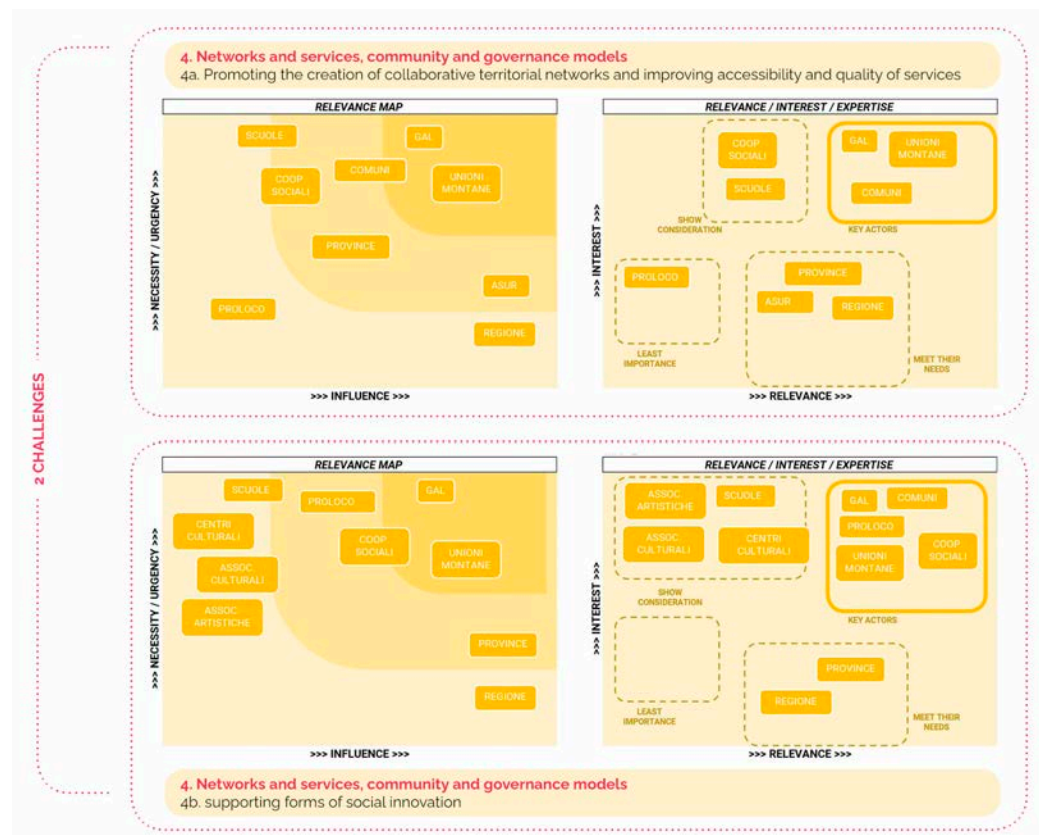 2 CHALLENGES
4. Networks and services, community and governance models
4a. Promoting the creation of collaborative territorial networks and improving accessibility and quality of services
RELEVANCE MAP
>>> NECESSITY / URGENCY >>>
SCUOLE
GAL
COMUNI
COOP
SOCIALI
UNIONI
MONTANE
PROVINCE
ASUR
PROLOCO
REGIONE
>>> INFLUENCE >>>
RELEVANCE / INTEREST / EXPERTISE
>>> INTEREST >>>
COOP
SOCIALI
SCUOLE
SHOW
CONSIDERATION
GAL
UNIONI
MONTANE
COMUNI
KEY ACTORS
PROLOCO
LEAST
IMPORTANCE
PROVINCE
ASUR
REGIONE
MEET THEIR
NEEDS
>>> RELEVANCE >>>
RELEVANCE MAP
>>> NECESSITY / URGENCY >>>
SCUOLE
PROLOCO
GAL
CENTRI
CULTURALI
COOP
SOCIALI
UNIONI
MONTANE
ASSOC.
CULTURALI
ASSOC.
ARTISTICHE
PROVINCE
REGIONE
>>> INFLUENCE >>>
RELEVANCE / INTEREST / EXPERTISE
>>> INTEREST >>>
ASSOC.
ARTISTICHE
SCUOLE
ASSOC.
CULTURALI
CENTRI
CULTURALI
SHOW
CONSIDERATION
GAL
COMUNI
PROLOCO
COOP
SOCIALI
UNIONI
MONTANE
KEY ACTORS
LEAST
IMPORTANCE
PROVINCE
REGIONE
MEET THEIR
NEEDS
>>> RELEVANCE >>>
4. Networks and services, community and governance models
4b. supporting forms of social innovation